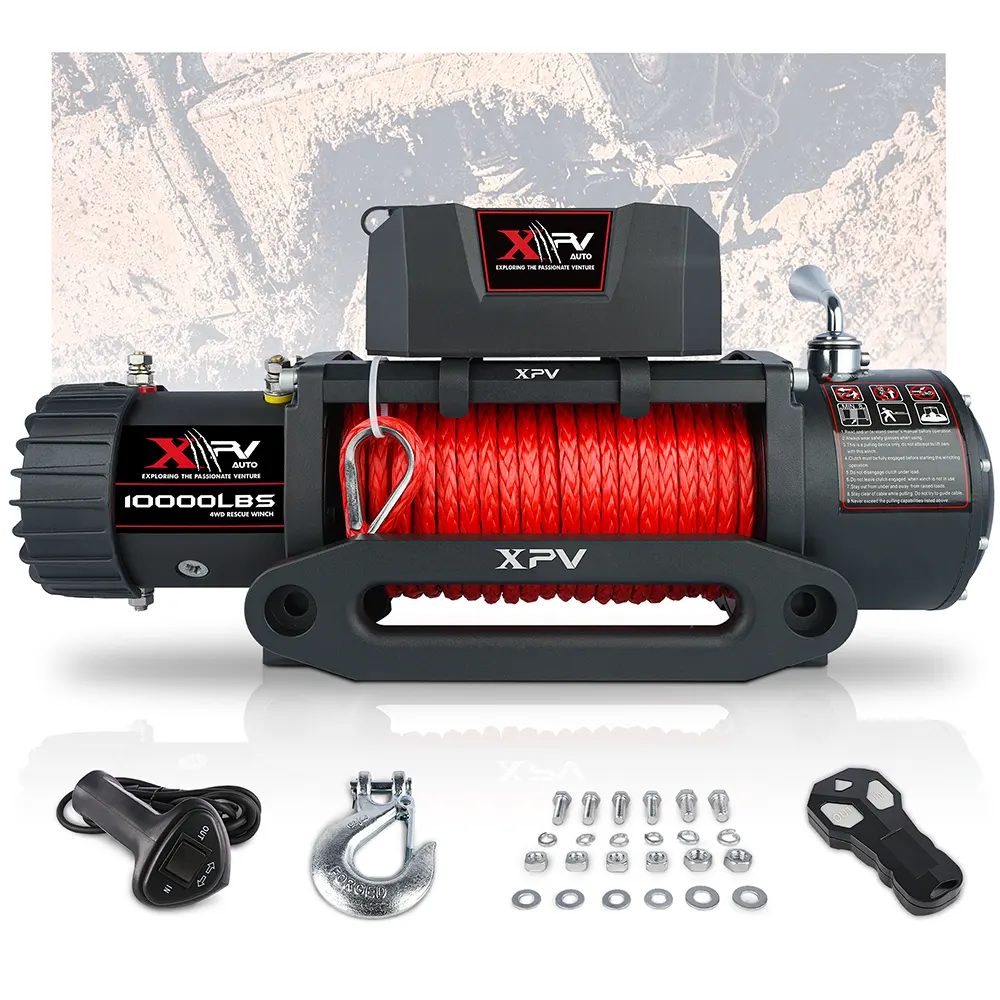 XPV
AUTO
EXPLORING THE PASSIONATE VENTURE
XPV
XPV
AUTO
EXPLORING THE PASSIONATE VENTURE
10000LBS
4WD RESCUE WINCH
1.Read and understand owner's manual before operation.
2.Always wear safety glasses when using.
3.This is a pulling device only, do not attempt to lift
with this winch.
4.Clutch must be fully engaged before starting the winching
operation
5.Do not disengage clutch under load.
6.Do not leave clutch engaged when winch is not in use
7.Stay out from under and away from raised loads.
8.Stay clear of cable while pulling. Do not try to guide cable.
9.Never exceed the pulling capabilities listed above.
XPV
OUT
IN
FORGED
OUT